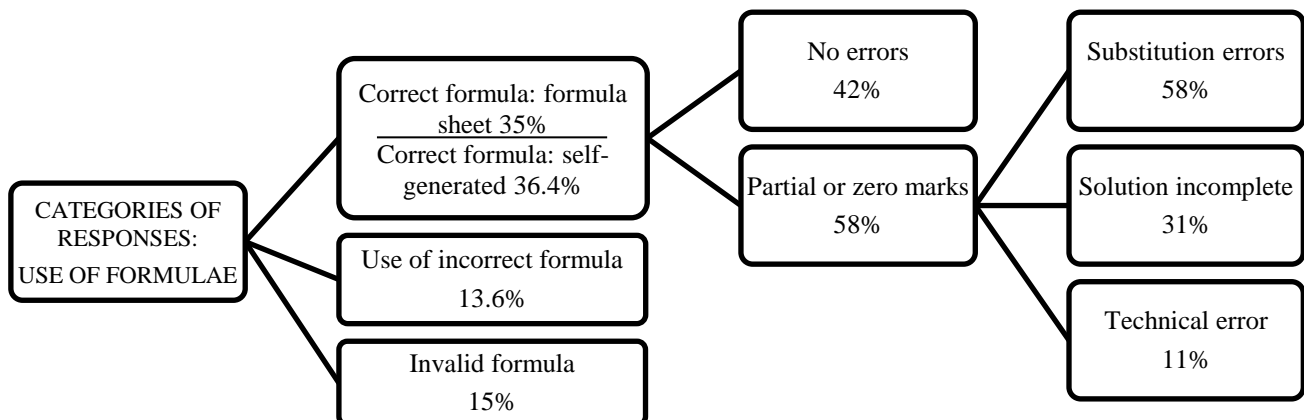 CATEGORIES OF
RESPONSES:
USE OF FORMULAE
Correct formula: formula
sheet 35%
Correct formula: self-
generated 36.4%
Use of incorrect formula
13.6%
Invalid formula
15%
No errors
42%
Partial or zero marks
58%
Substitution errors
58%
Solution incomplete
31%
Technical error
11%